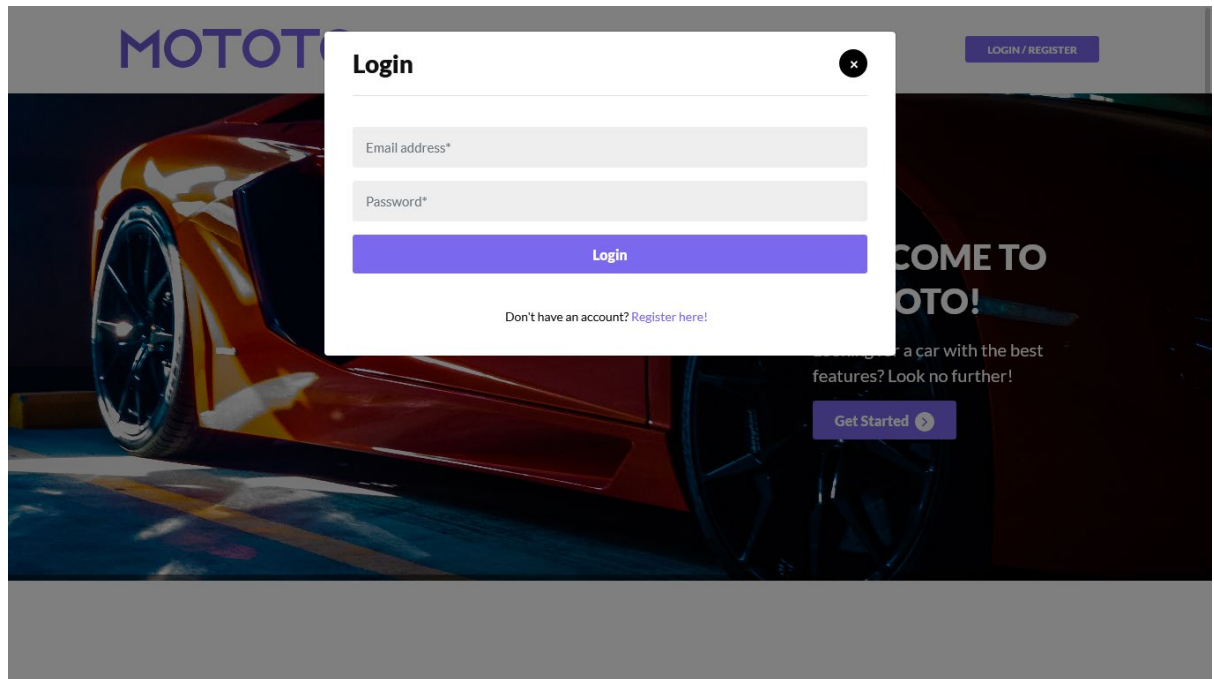 MOTOT
LOGIN / REGISTER
Login
×
Email address*
Password*
Login
Don't have an account? Register here!
COME TO
OTO!
r a car with the best
features? Look no further!
Get Started